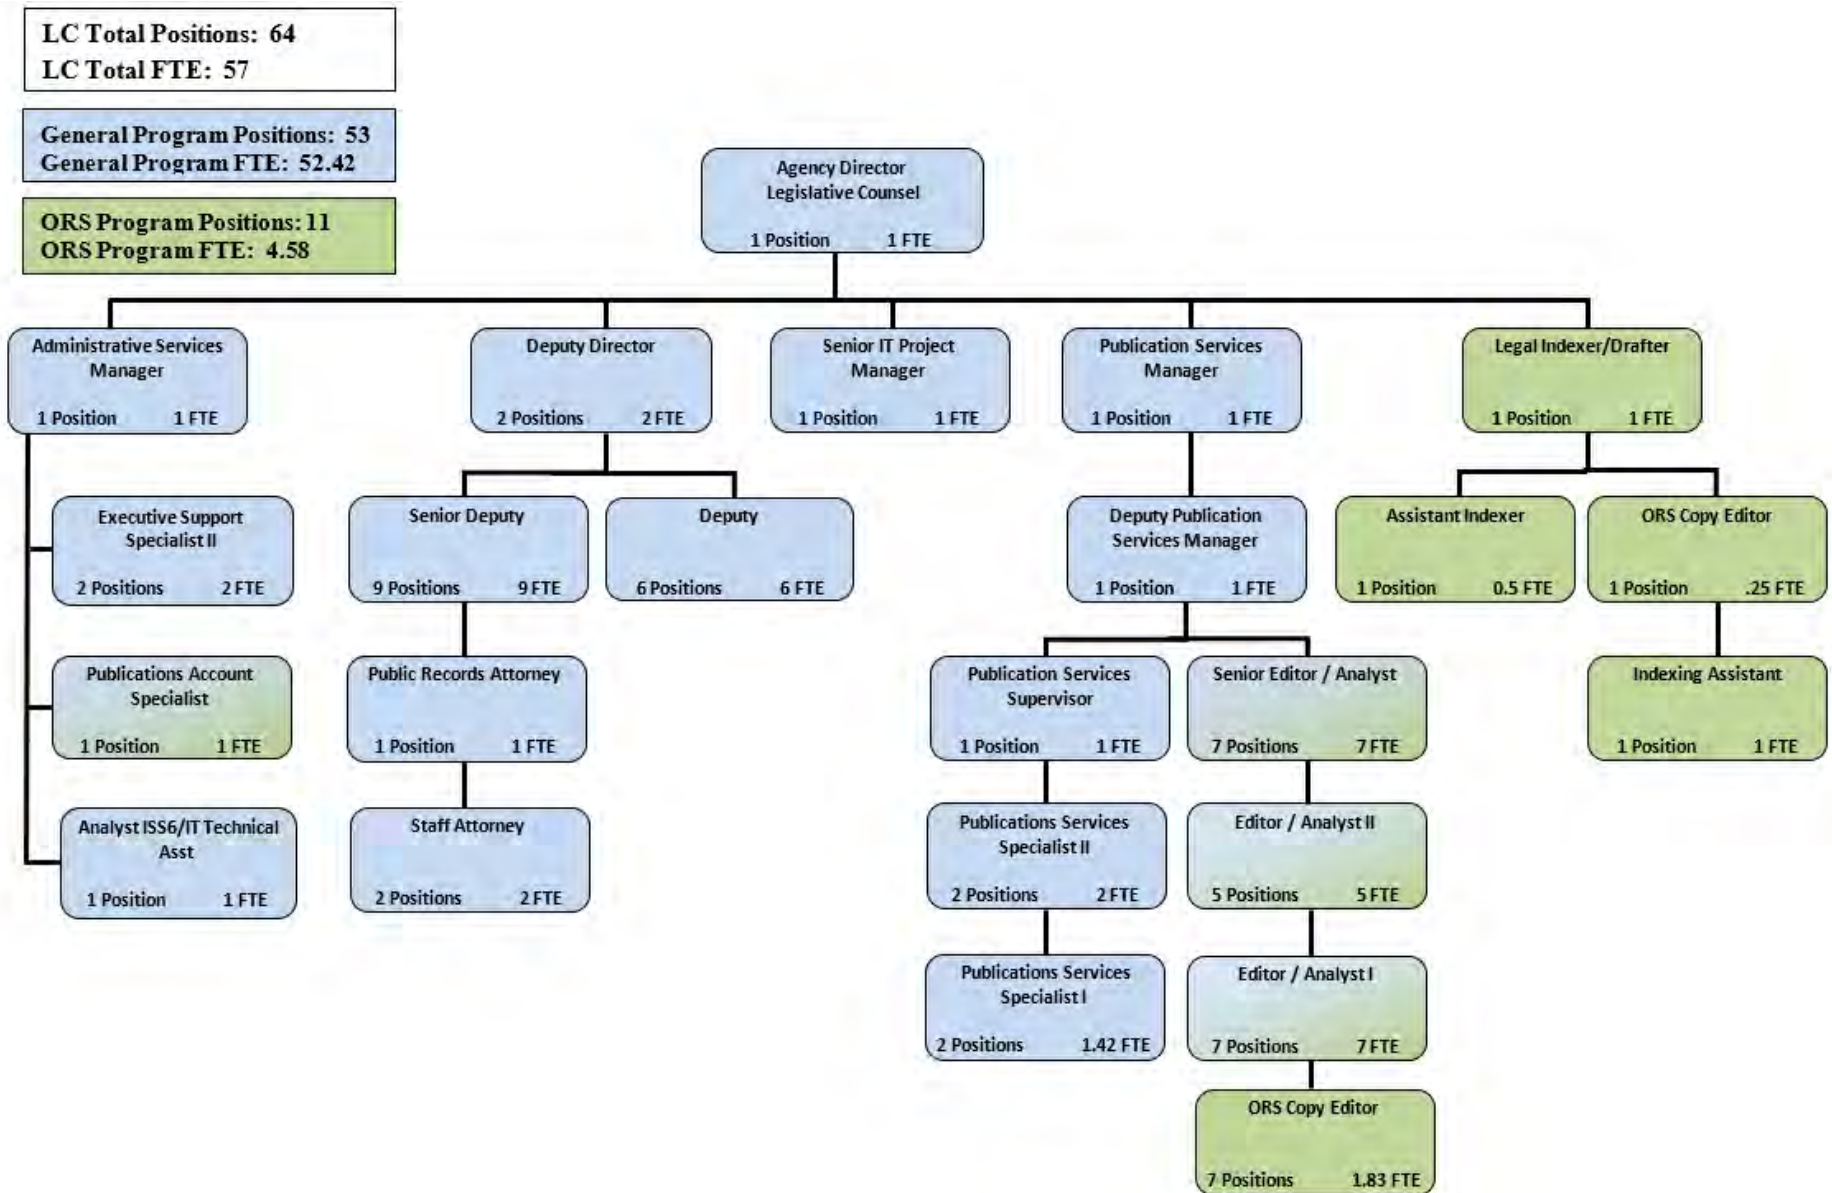 LC Total Positions: 64
LC Total FTE: 57
General Program Positions: 53
General Program FTE: 52.42
ORS Program Positions: 11
ORS Program FTE: 4.58
Agency Director
Legislative Counsel
1 Position 1 FTE
Administrative Services
Manager
1 Position 1 FTE
Deputy Director
2 Positions 2 FTE
Senior IT Project
Manager
1 Position 1 FTE
Publication Services
Manager
1 Position 1 FTE
Legal Indexer/Drafter
1 Position 1 FTE
Executive Support
Specialist II
2 Positions 2 FTE
Senior Deputy
9 Positions 9 FTE
Deputy
6 Positions 6 FTE
Deputy Publication
Services Manager
1 Position 1 FTE
Assistant Indexer
1 Position 0.5 FTE
ORS Copy Editor
1 Position .25 FTE
Publications Account
Specialist
1 Position 1 FTE
Public Records Attorney
1 Position 1 FTE
Publication Services
Supervisor
1 Position 1 FTE
Senior Editor / Analyst
7 Positions 7 FTE
Indexing Assistant
1 Position 1 FTE
Analyst ISS6/IT Technical
Asst
1 Position 1 FTE
Staff Attorney
2 Positions 2 FTE
Publications Services
Specialist II
2 Positions 2 FTE
Editor / Analyst II
5 Positions 5 FTE
Publications Services
Specialist I
2 Positions 1.42 FTE
Editor / Analyst I
7 Positions 7 FTE
ORS Copy Editor
7 Positions 1.83 FTE